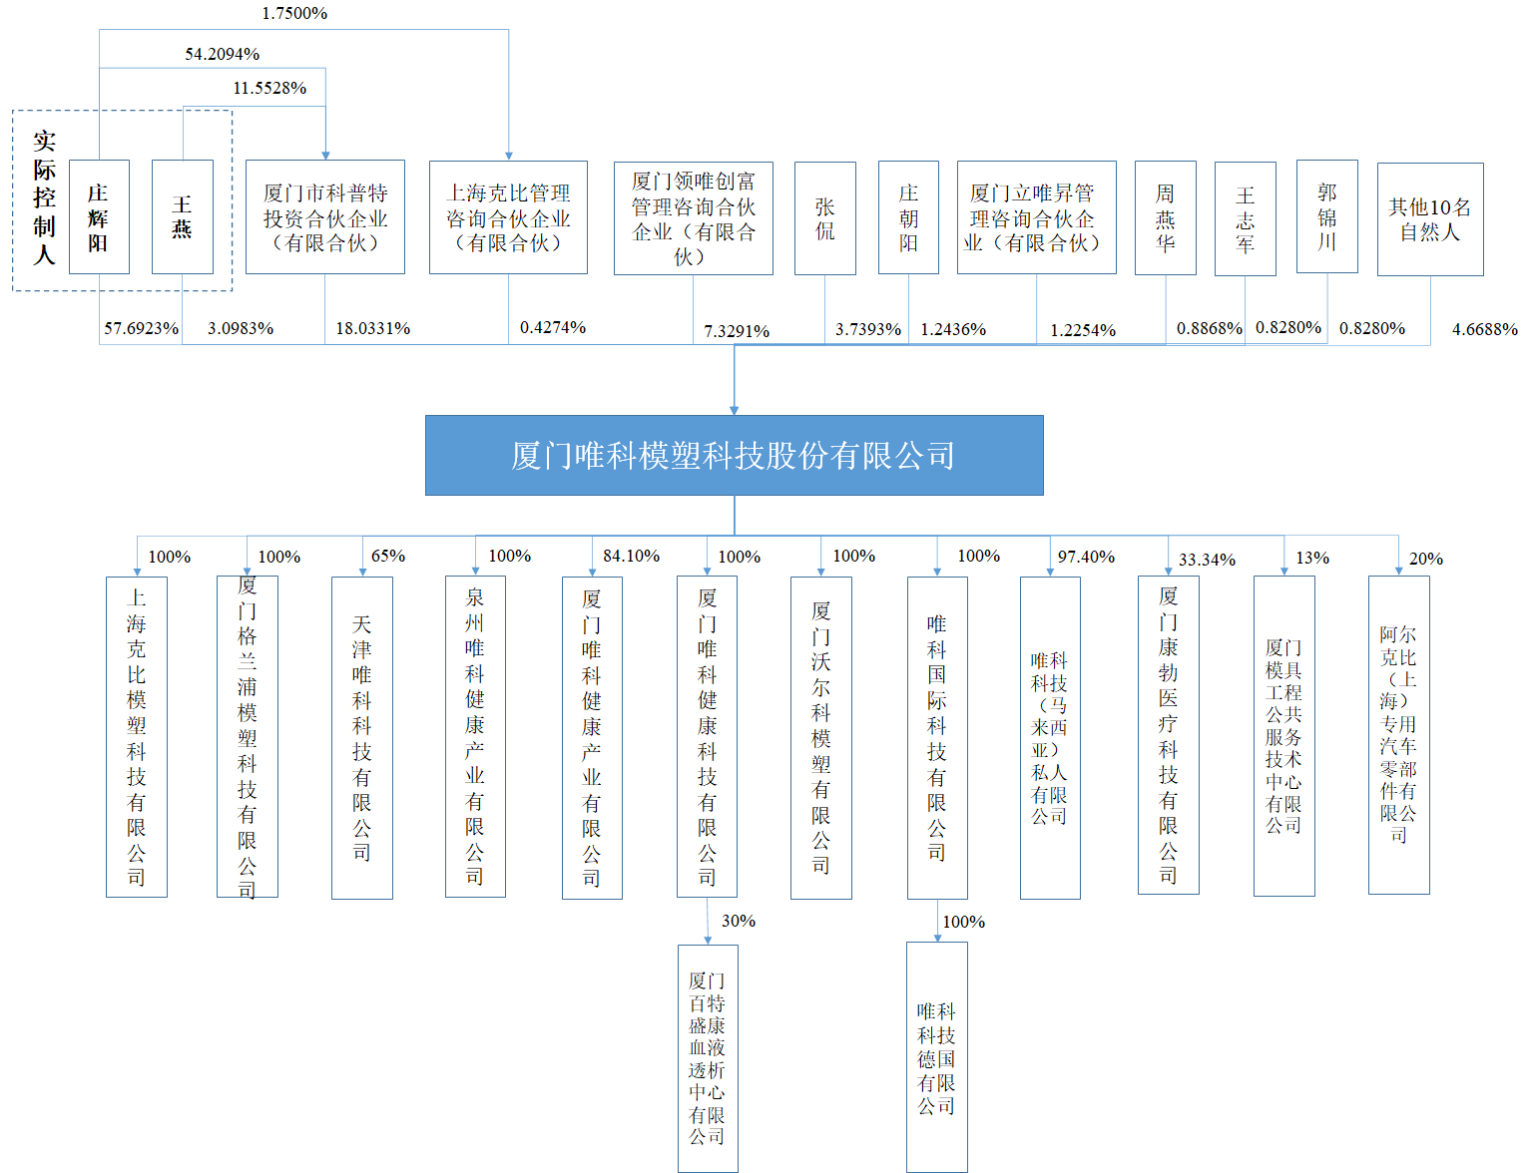 1.7500%
54.2094%
11.5528%
实际控制人
庄辉阳
王燕
厦门市科普特
投资合伙企业
（有限合伙）
上海克比管理
咨询合伙企业
（有限合伙）
厦门领唯创富
管理咨询合伙
企业（有限合
伙）
张侃
庄朝阳
厦门立唯昇管
理咨询合伙企
业（有限合伙）
周燕华
王志军
郭锦川
其他10名
自然人
57.6923%
3.0983%
18.0331%
0.4274%
7.3291%
3.7393%
1.2436%
1.2254%
0.8868%
0.8280%
0.8280%
4.6688%
厦门唯科模塑科技股份有限公司
100%
100%
65%
100%
84.10%
100%
100%
100%
97.40%
33.34%
13%
20%
上海克比模塑科技有限公司
厦门格兰浦模塑科技有限公司
天津唯科科技有限公司
泉州唯科健康产业有限公司
厦门唯科健康产业有限公司
厦门唯科健康科技有限公司
厦门沃尔科模塑有限公司
唯科国际科技有限公司
唯科
科技
（马
来西
亚）
私人
有限
公司
厦门康勃医疗科技有限公司
厦门
模具
工程
公共
服务
技术
中心
有限
公司
阿尔
克比
（上
海）
专用
汽车
零部
件有
限公
司
30%
100%
厦门
百特
盛康
血液
透析
中心
有限
公司
唯科
科技
德国
有限
公司